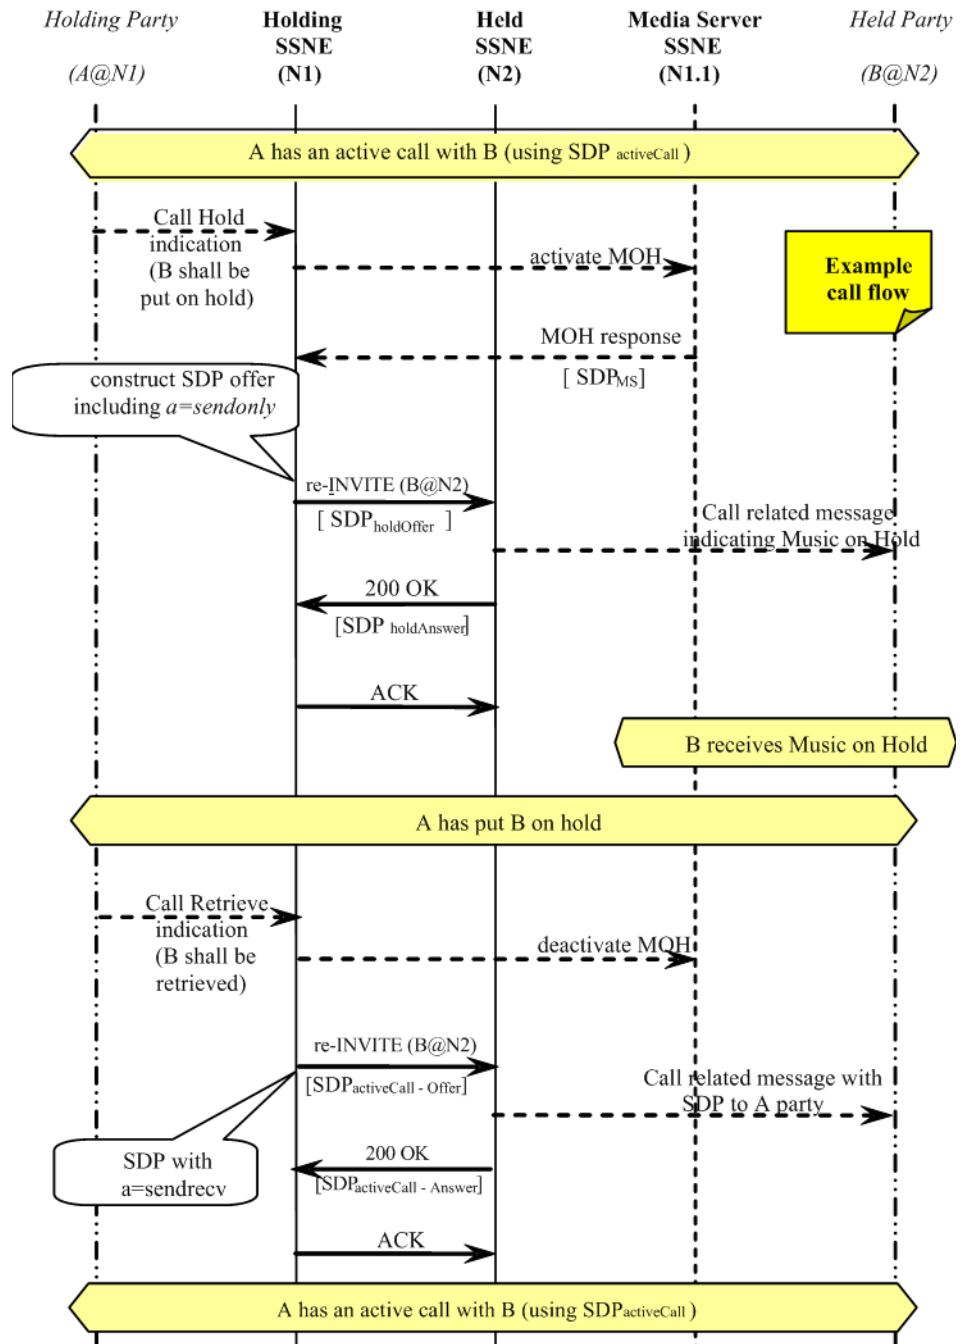 Holding Party
(A@N1)
Holding
SSNE
(N1)
Held
SSNE
(N2)
Media Server
SSNE
(N1.1)
Held Party
(B@N2)
A has an active call with B (using SDP activeCall)
Call Hold
indication
(B shall be
put on hold)
activate MOH
Example
call flow
MOH response
[ SDPMS]
construct SDP offer
including a=sendonly
re-INVITE (B@N2)
[ SDPholdOffer ]
Call related message
indicating Music on Hold
200 OK
[SDP holdAnswer]
ACK
B receives Music on Hold
A has put B on hold
Call Retrieve
indication
(B shall be
retrieved)
deactivate MOH
re-INVITE (B@N2)
[SDPactiveCall - Offer]
Call related message with
SDP to A party
SDP with
a=sendrecv
200 OK
[SDPactiveCall - Answer]
ACK
A has an active call with B (using SDPactiveCall)